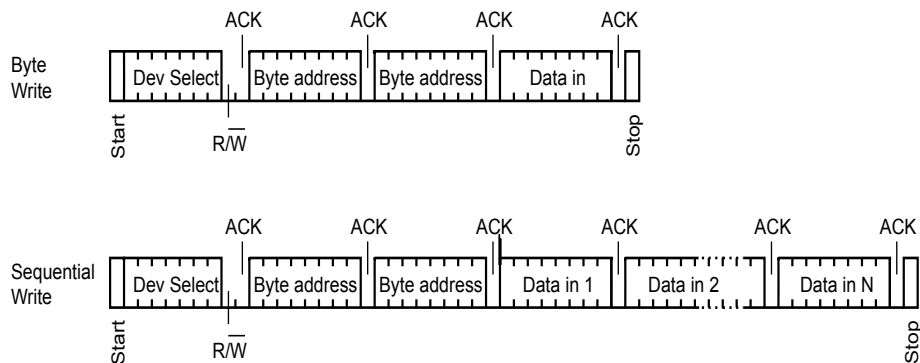 ACK ACK ACK ACK
Byte
Write
Dev Select Byte address Byte address Data in
Start
R/W
Stop
ACK ACK ACK ACK ACK ACK
Sequential
Write
Dev Select Byte address Byte address Data in 1 Data in 2 Data in N
Start
R/W
Stop